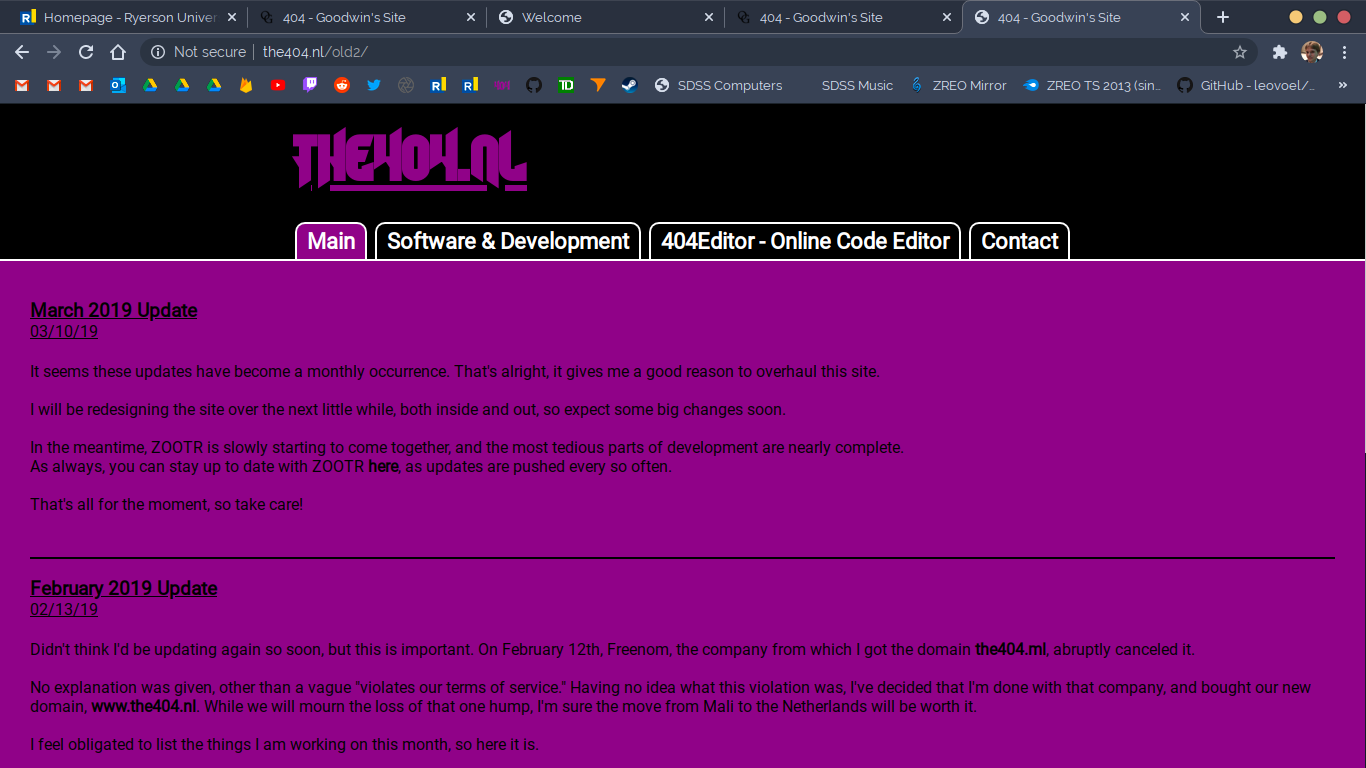 Homepage - Ryerson Univer
404 - Goodwin's Site
Welcome
404 - Goodwin's Site
404 - Goodwin's Site
Not secure | the404.nl/old2/
SDSS Computers
SDSS Music
ZREO Mirror
ZREO TS 2013 (sin…
GitHub - leovoel/…
»
THE404.NL
Main
Software & Development
404Editor - Online Code Editor
Contact
March 2019 Update
03/10/19
It seems these updates have become a monthly occurrence. That's alright, it gives me a good reason to overhaul this site.
I will be redesigning the site over the next little while, both inside and out, so expect some big changes soon.
In the meantime, ZOOTR is slowly starting to come together, and the most tedious parts of development are nearly complete.
As always, you can stay up to date with ZOOTR here, as updates are pushed every so often.
That's all for the moment, so take care!
February 2019 Update
02/13/19
Didn't think I'd be updating again so soon, but this is important. On February 12th, Freenom, the company from which I got the domain the404.ml, abruptly canceled it.
No explanation was given, other than a vague "violates our terms of service." Having no idea what this violation was, I've decided that I'm done with that company, and bought our new
domain, www.the404.nl. While we will mourn the loss of that one hump, I'm sure the move from Mali to the Netherlands will be worth it.
I feel obligated to list the things I am working on this month, so here it is.